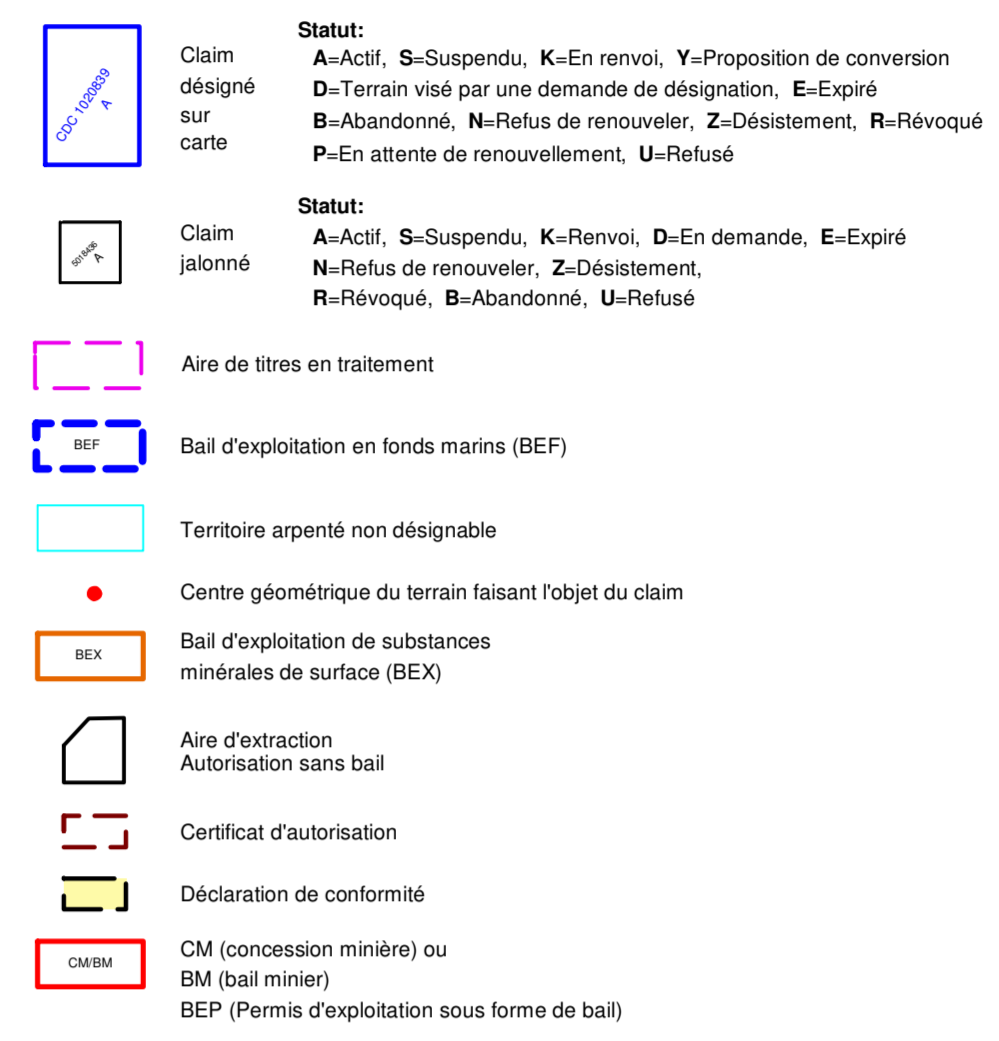 CDC 1020839
A
Claim
désigné
sur
carte
Statut:
A=Actif, S=Suspendu, K=En renvoi, Y=Proposition de conversion
D=Terrain visé par une demande de désignation, E=Expiré
B=Abandonné, N=Refus de renouveler, Z=Désistement, R=Révoqué
P=En attente de renouvellement, U=Refusé
5018436
A
Claim
jalonné
Statut:
A=Actif, S=Suspendu, K=Renvoi, D=En demande, E=Expiré
N=Refus de renouveler, Z=Désistement,
R=Révoqué, B=Abandonné, U=Refusé
Aire de titres en traitement
BEF
Bail d'exploitation en fonds marins (BEF)
Territoire arpenté non désignable
Centre géométrique du terrain faisant l'objet du claim
BEX
Bail d'exploitation de substances
minérales de surface (BEX)
Aire d'extraction
Autorisation sans bail
Certificat d'autorisation
Déclaration de conformité
CM/BM
CM (concession minière) ou
BM (bail minier)
BEP (Permis d'exploitation sous forme de bail)